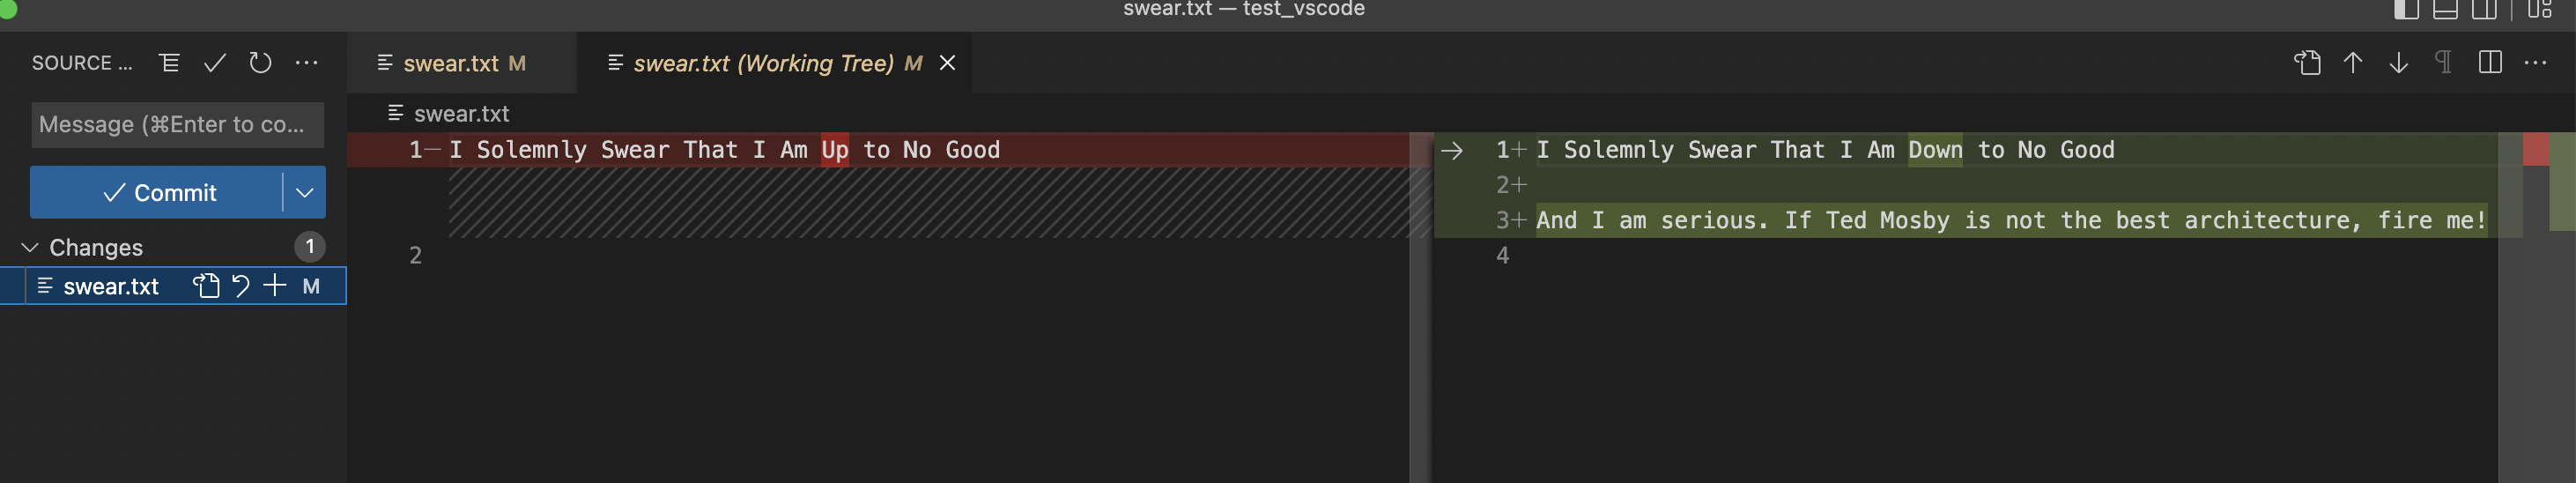 swear.txt — test_vscode
SOURCE ...
swear.txt M
swear.txt (Working Tree) M
Message (⌘Enter to co...
swear.txt
Commit
Changes 1
swear.txt M
1 — I Solemnly Swear That I Am Up to No Good
2
1+ I Solemnly Swear That I Am Down to No Good
2+
3+ And I am serious. If Ted Mosby is not the best architecture, fire me!
4